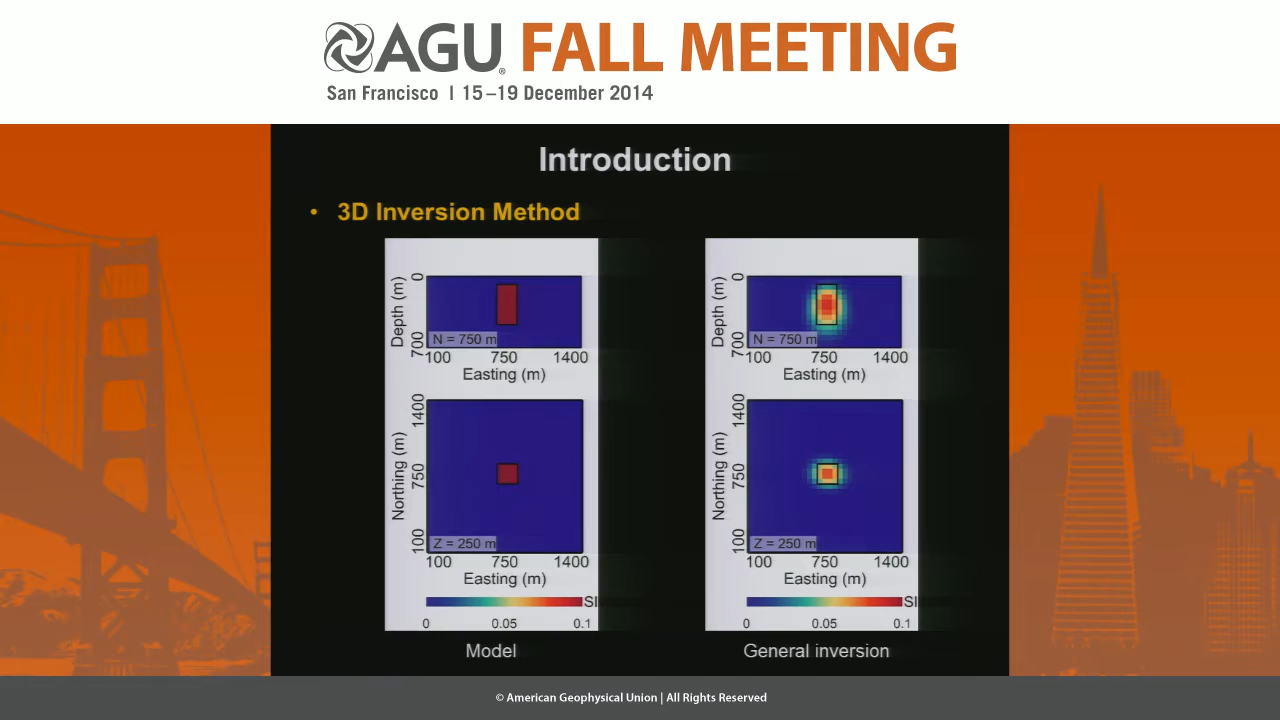 AGU FALL MEETING
San Francisco | 15–19 December 2014
Introduction
• 3D Inversion Method
Depth (m)
0
700
N = 750 m
100 750 1400
Easting (m)
Northing (m)
1400
750
100
Z = 250 m
100 750 1400
Easting (m)
SI
0 0.05 0.1
Model
Depth (m)
0
700
N = 750 m
100 750 1400
Easting (m)
Northing (m)
1400
750
100
Z = 250 m
100 750 1400
Easting (m)
SI
0 0.05 0.1
General inversion
© American Geophysical Union | All Rights Reserved